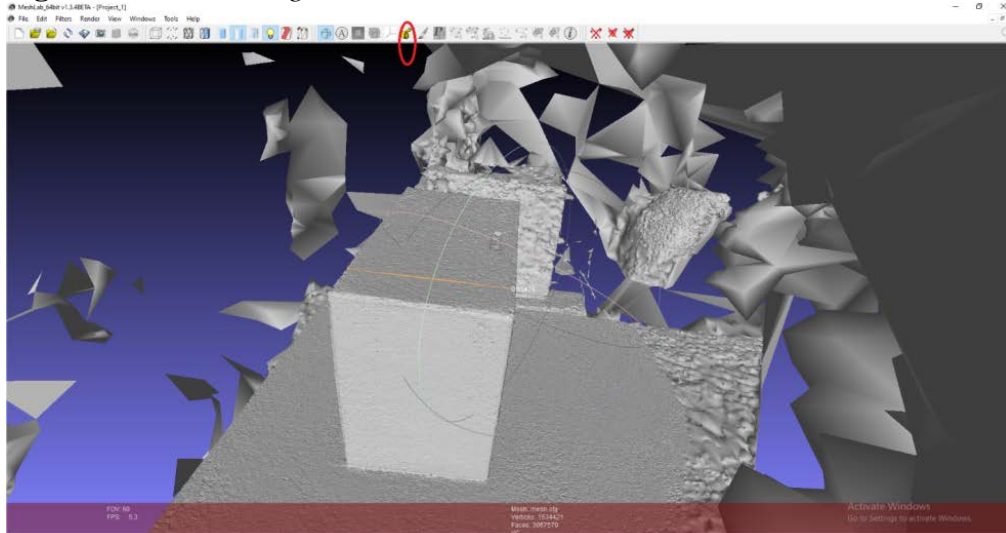 MeshLab_64bit v1.3.4BETA - [Project_1]
File Edit Filters Render View Windows Tools Help
FOV: 60
FPS: 5.3
Mesh: mesh.ply
Vertices: 1534421
Faces: 3067570
Activate Windows
Go to Settings to activate Windows.